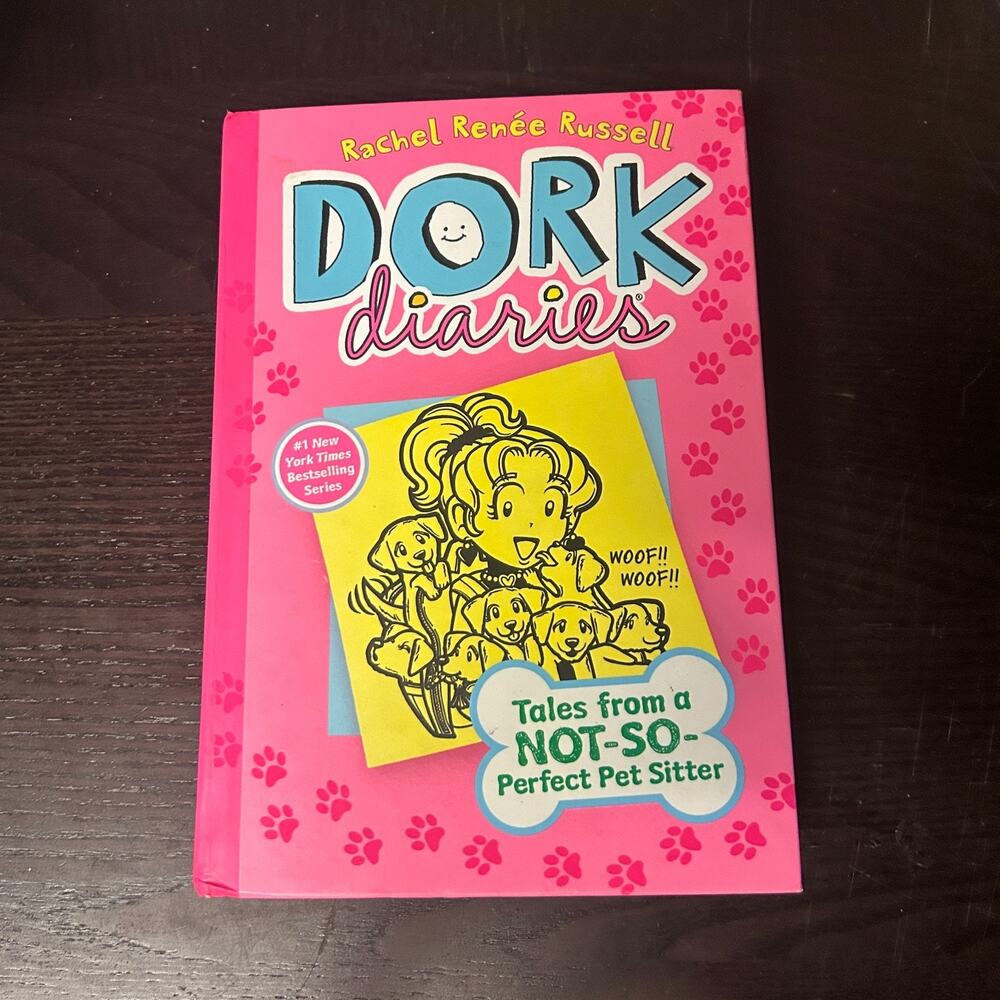 Rachel Renée Russell
DORK
diaries®
#1 New
York Times
Bestselling
Series
WOOF!!
WOOF!!
Tales from a
NOT-SO-
Perfect Pet Sitter